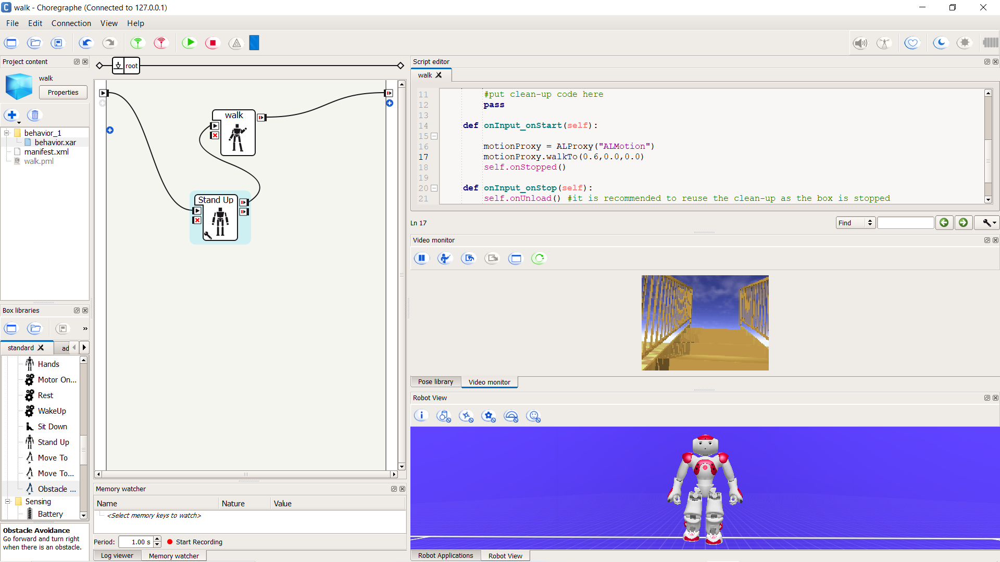 walk - Choregraphe (Connected to 127.0.0.1)
File Edit Connection View Help
Project content
walk
Properties
behavior_1
behavior.xar
manifest.xml
walk.pml
Box libraries
standard
ad
Hands
Motor On...
Rest
WakeUp
Sit Down
Stand Up
Move To
Move To...
Obstacle ...
Sensing
Battery
Obstacle Avoidance
Go forward and turn right
when there is an obstacle.
root
walk
Stand Up
Memory watcher
Name Nature Value
<Select memory keys to watch>
Period: 1.00 s Start Recording
Log viewer Memory watcher
Script editor
walk
11 #put clean-up code here
12 pass
13
14 def onInput_onStart(self):
15
16 motionProxy = ALProxy("ALMotion")
17 motionProxy.walkTo(0.6,0.0,0.0)
18 self.onStopped()
19
20 def onInput_onStop(self):
21 self.onUnload() #it is recommended to reuse the clean-up as the box is stopped
Ln 17
Find
Video monitor
Pose library Video monitor
Robot View
Robot Applications Robot View